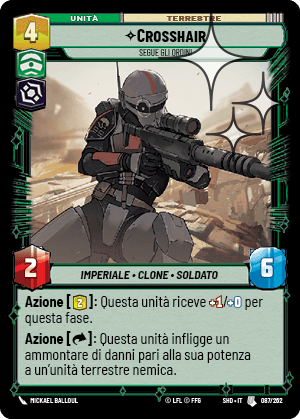 4
UNITÀ
TERRESTRE
CROSSHAIR
SEGUE GLI ORDINI
2
6
IMPERIALE • CLONE • SOLDATO
Azione [2]: Questa unità riceve +1/+0 per
questa fase.
Azione [ ]: Questa unità infligge un
ammontare di danni pari alla sua potenza
a un'unità terrestre nemica.
MICKAEL BALLOUL
© LFL © FFG
SHD • IT
087/262